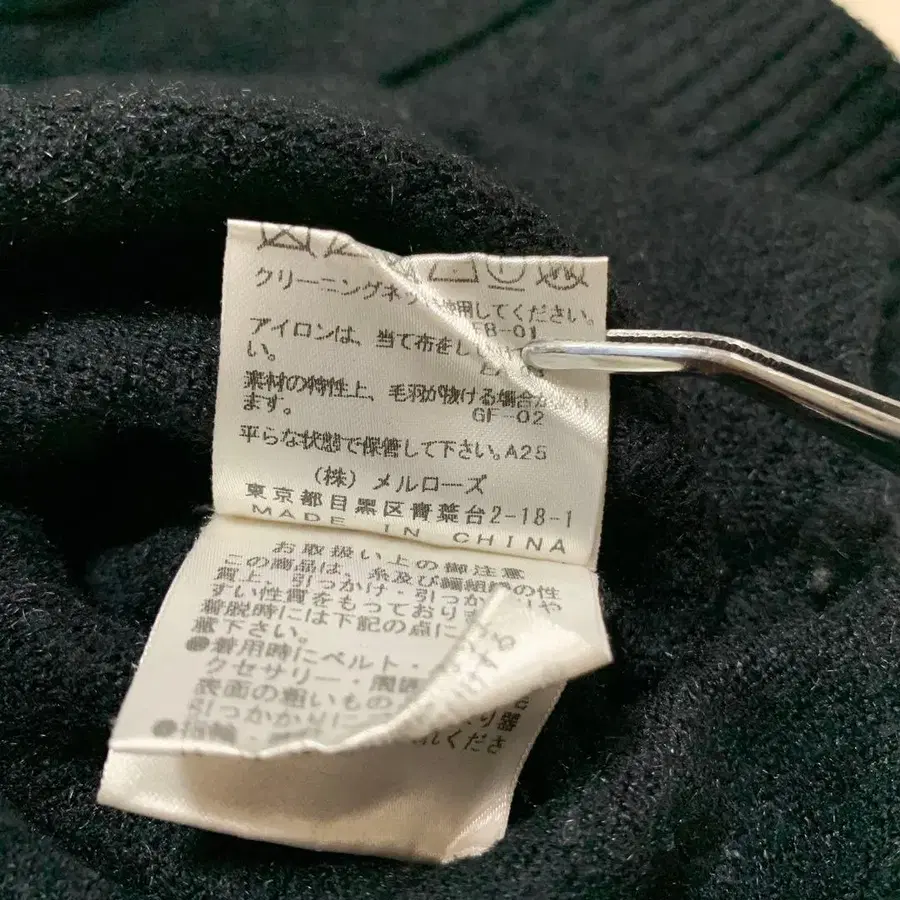 クリーニングネッ 使用してください。
EB-01
アイロンは、当て布をし
い。
素材の特性上、毛羽が抜ける場合が
ます。 GF-02
平らな状態で保管して下さい。A25
(株) メルローズ
東京都目黒区青葉台2-18-1
MADE IN CHINA
お取扱い上の御注意
この商品は、糸及び編組織の性
質上、引っかけ・引っか
すい性質をもっておりま
着脱時には下記の点に
意下さい。
●着用時にベルト・
クセサリー・
表面の粗いもの
引っかかりに